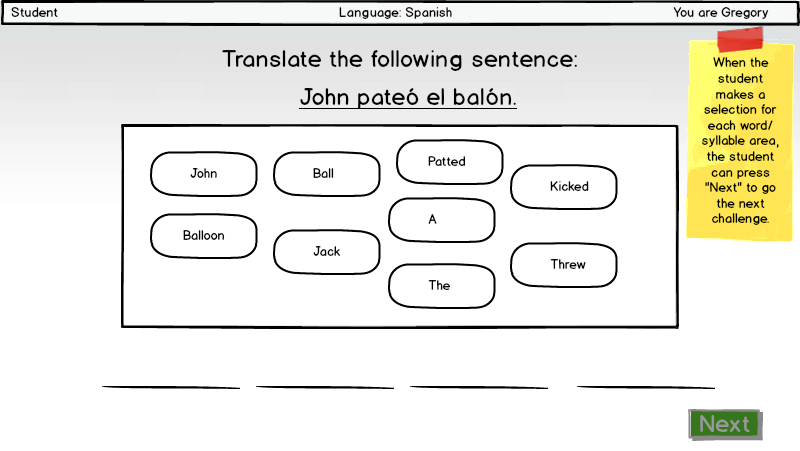 Student Language: Spanish You are Gregory
Translate the following sentence:
John pateó el balón.
When the
student
makes a
selection for
each word/
syllable area,
the student
can press
"Next" to go
the next
challenge.
John Ball Patted Kicked
Balloon Jack A Threw
The
Next